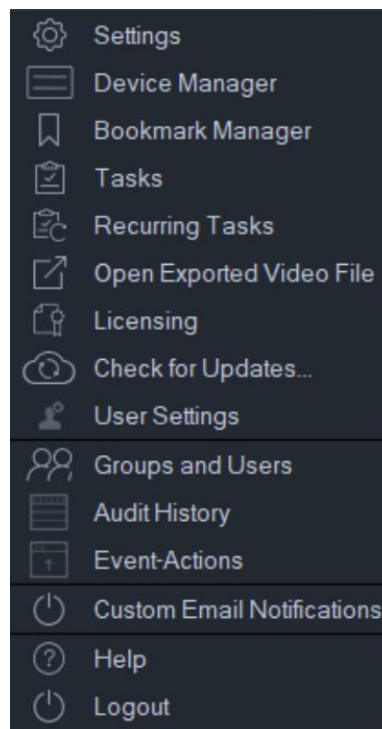 Settings
Device Manager
Bookmark Manager
Tasks
Recurring Tasks
Open Exported Video File
Licensing
Check for Updates...
User Settings
Groups and Users
Audit History
Event-Actions
Custom Email Notifications
Help
Logout